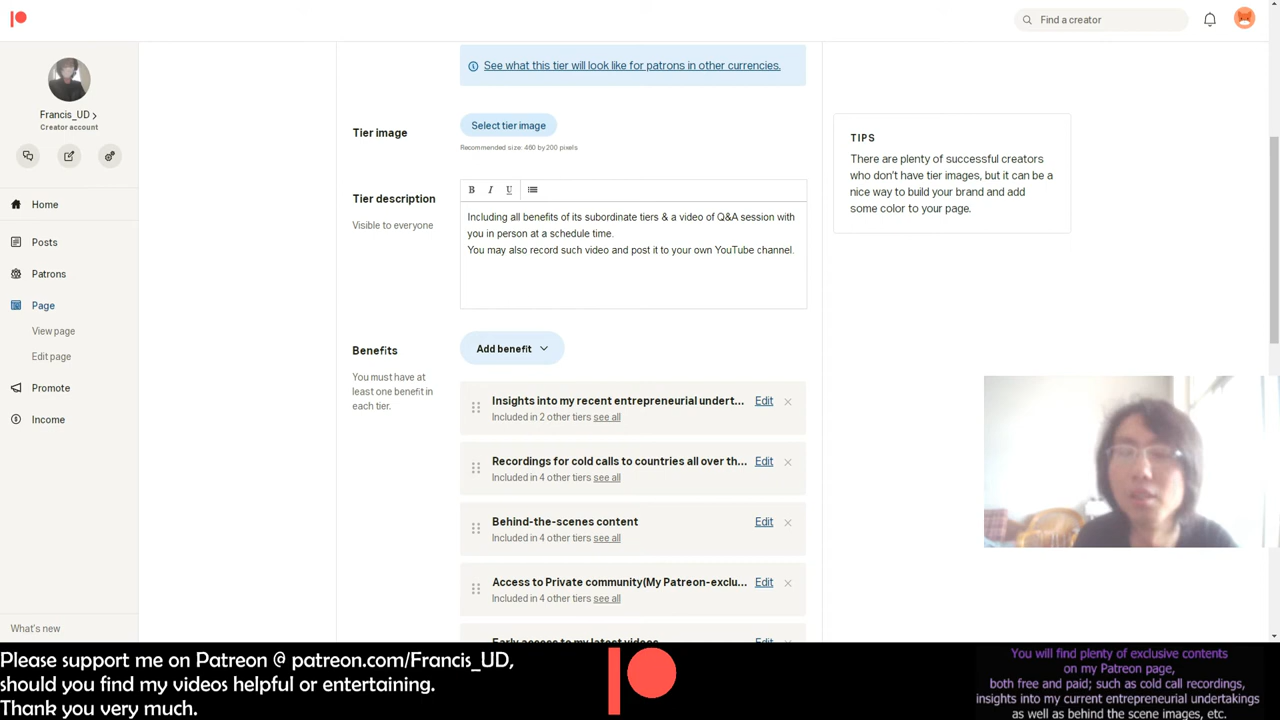 Find a creator
Francis_UD
Creator account
Home
Posts
Patrons
Page
View page
Edit page
Promote
Income
What's new
See what this tier will look like for patrons in other currencies.
Tier image
Select tier image
Recommended size: 460 by 200 pixels
Tier description
Visible to everyone
B I U
Including all benefits of its subordinate tiers & a video of Q&A session with
you in person at a schedule time.
You may also record such video and post it to your own YouTube channel.
TIPS
There are plenty of successful creators
who don't have tier images, but it can be a
nice way to build your brand and add
some color to your page.
Benefits
You must have at
least one benefit in
each tier.
Add benefit
Insights into my recent entrepreneurial undert... Edit
Included in 2 other tiers see all
Recordings for cold calls to countries all over th... Edit
Included in 4 other tiers see all
Behind-the-scenes content Edit
Included in 4 other tiers see all
Access to Private community(My Patreon-exclu... Edit
Included in 4 other tiers see all
Early access to my latest videos Edit
Please support me on Patreon @ patreon.com/Francis_UD,
should you find my videos helpful or entertaining.
Thank you very much.
You will find plenty of exclusive contents
on my Patreon page,
both free and paid; such as cold call recordings,
insights into my current entrepreneurial undertakings
as well as behind the scene images, etc.